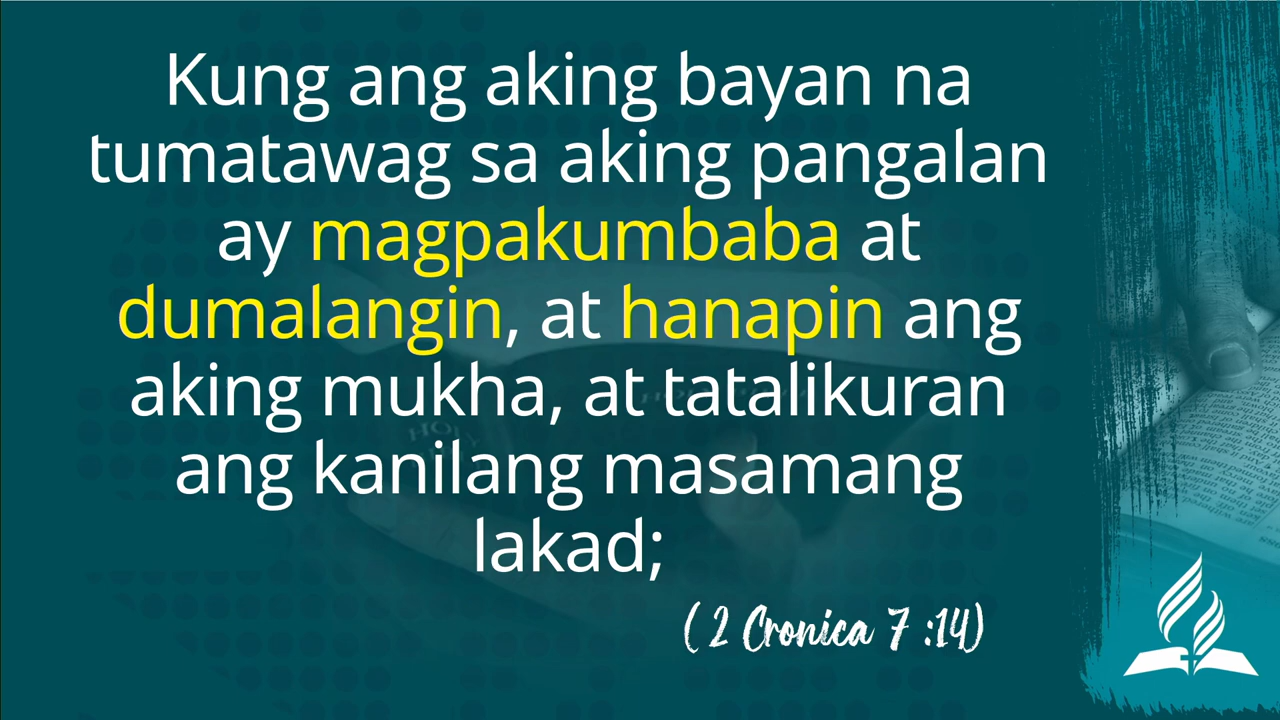 Kung ang aking bayan na
tumatawag sa aking pangalan
ay magpakumbaba at
dumalangin, at hanapin ang
aking mukha, at tatalikuran
ang kanilang masamang
lakad;
( 2 Cronica 7 :14)